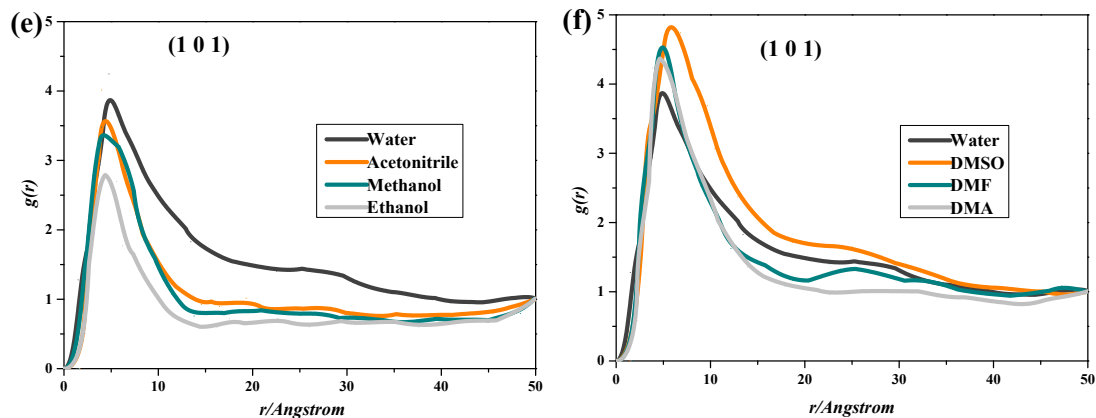 (e)
(1 0 1)
5
4
3
2
1
0
g(r)
Water
Acetonitrile
Methanol
Ethanol
0
10
20
30
40
50
r/Angstrom
(f)
(1 0 1)
5
4
3
2
1
0
g(r)
Water
DMSO
DMF
DMA
0
10
20
30
40
50
r/Angstrom